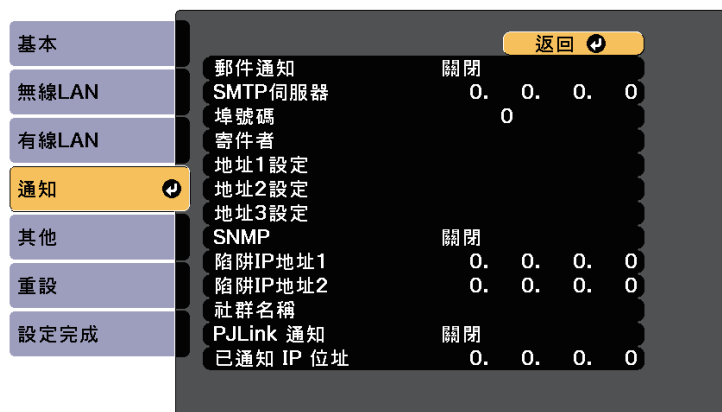 基本
無線LAN
有線LAN
通知
其他
重設
設定完成
返回
郵件通知 關閉
SMTP伺服器 0. 0. 0. 0
埠號碼 0
寄件者
地址1設定
地址2設定
地址3設定
SNMP 關閉
陷阱IP地址1 0. 0. 0. 0
陷阱IP地址2 0. 0. 0. 0
社群名稱
PJLink 通知 關閉
已通知 IP 位址 0. 0. 0. 0